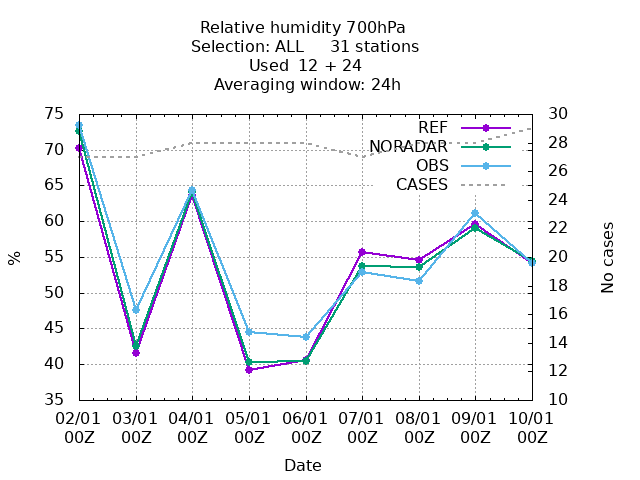 Relative humidity 700hPa
Selection: ALL 31 stations
Used 12 + 24
Averaging window: 24h
75
70
65
60
55
50
45
40
35
30
28
26
24
22
20
18
16
14
12
10
REF
NORADAR
OBS
CASES
%
No cases
02/01 03/01 04/01 05/01 06/01 07/01 08/01 09/01 10/01
00Z 00Z 00Z 00Z 00Z 00Z 00Z 00Z 00Z
Date